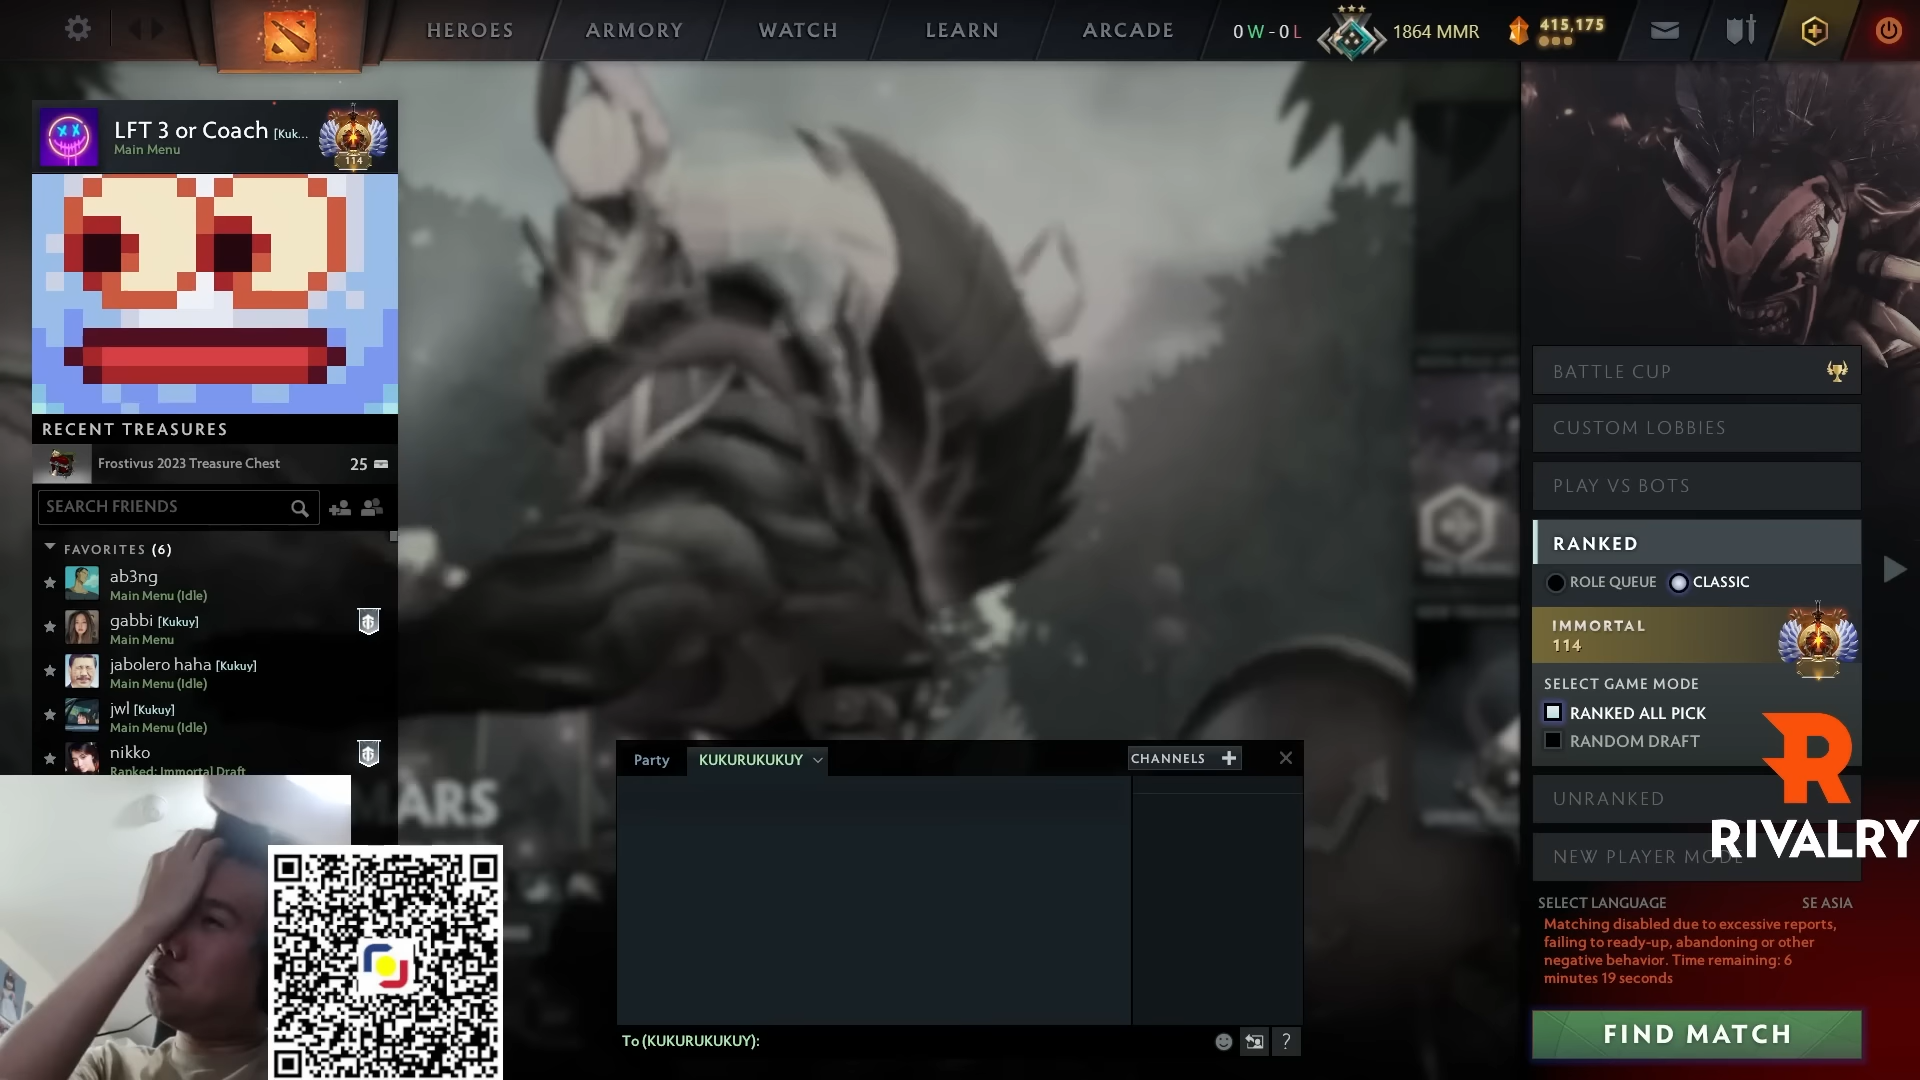 HEROES
ARMORY
WATCH
LEARN
ARCADE
0 W - 0 L
1864 MMR
415,175
LFT 3 or Coach [Kuk...
114
Main Menu
RECENT TREASURES
Frostivus 2023 Treasure Chest 25
SEARCH FRIENDS
FAVORITES (6)
ab3ng
Main Menu (Idle)
gabbi [Kukuy]
Main Menu
jabolero haha [Kukuy]
Main Menu (Idle)
jwl [Kukuy]
Main Menu (Idle)
nikko
Ranked: Immortal Draft
MARS
Party
KUKURUKUKUY
CHANNELS
To (KUKURUKUKUY):
?
BATTLE CUP
CUSTOM LOBBIES
PLAY VS BOTS
RANKED
ROLE QUEUE
CLASSIC
IMMORTAL
114
SELECT GAME MODE
RANKED ALL PICK
RANDOM DRAFT
UNRANKED
RIVALRY
NEW PLAYER MODE
SELECT LANGUAGE
SE ASIA
Matching disabled due to excessive reports,
failing to ready-up, abandoning or other
negative behavior. Time remaining: 6
minutes 19 seconds
FIND MATCH